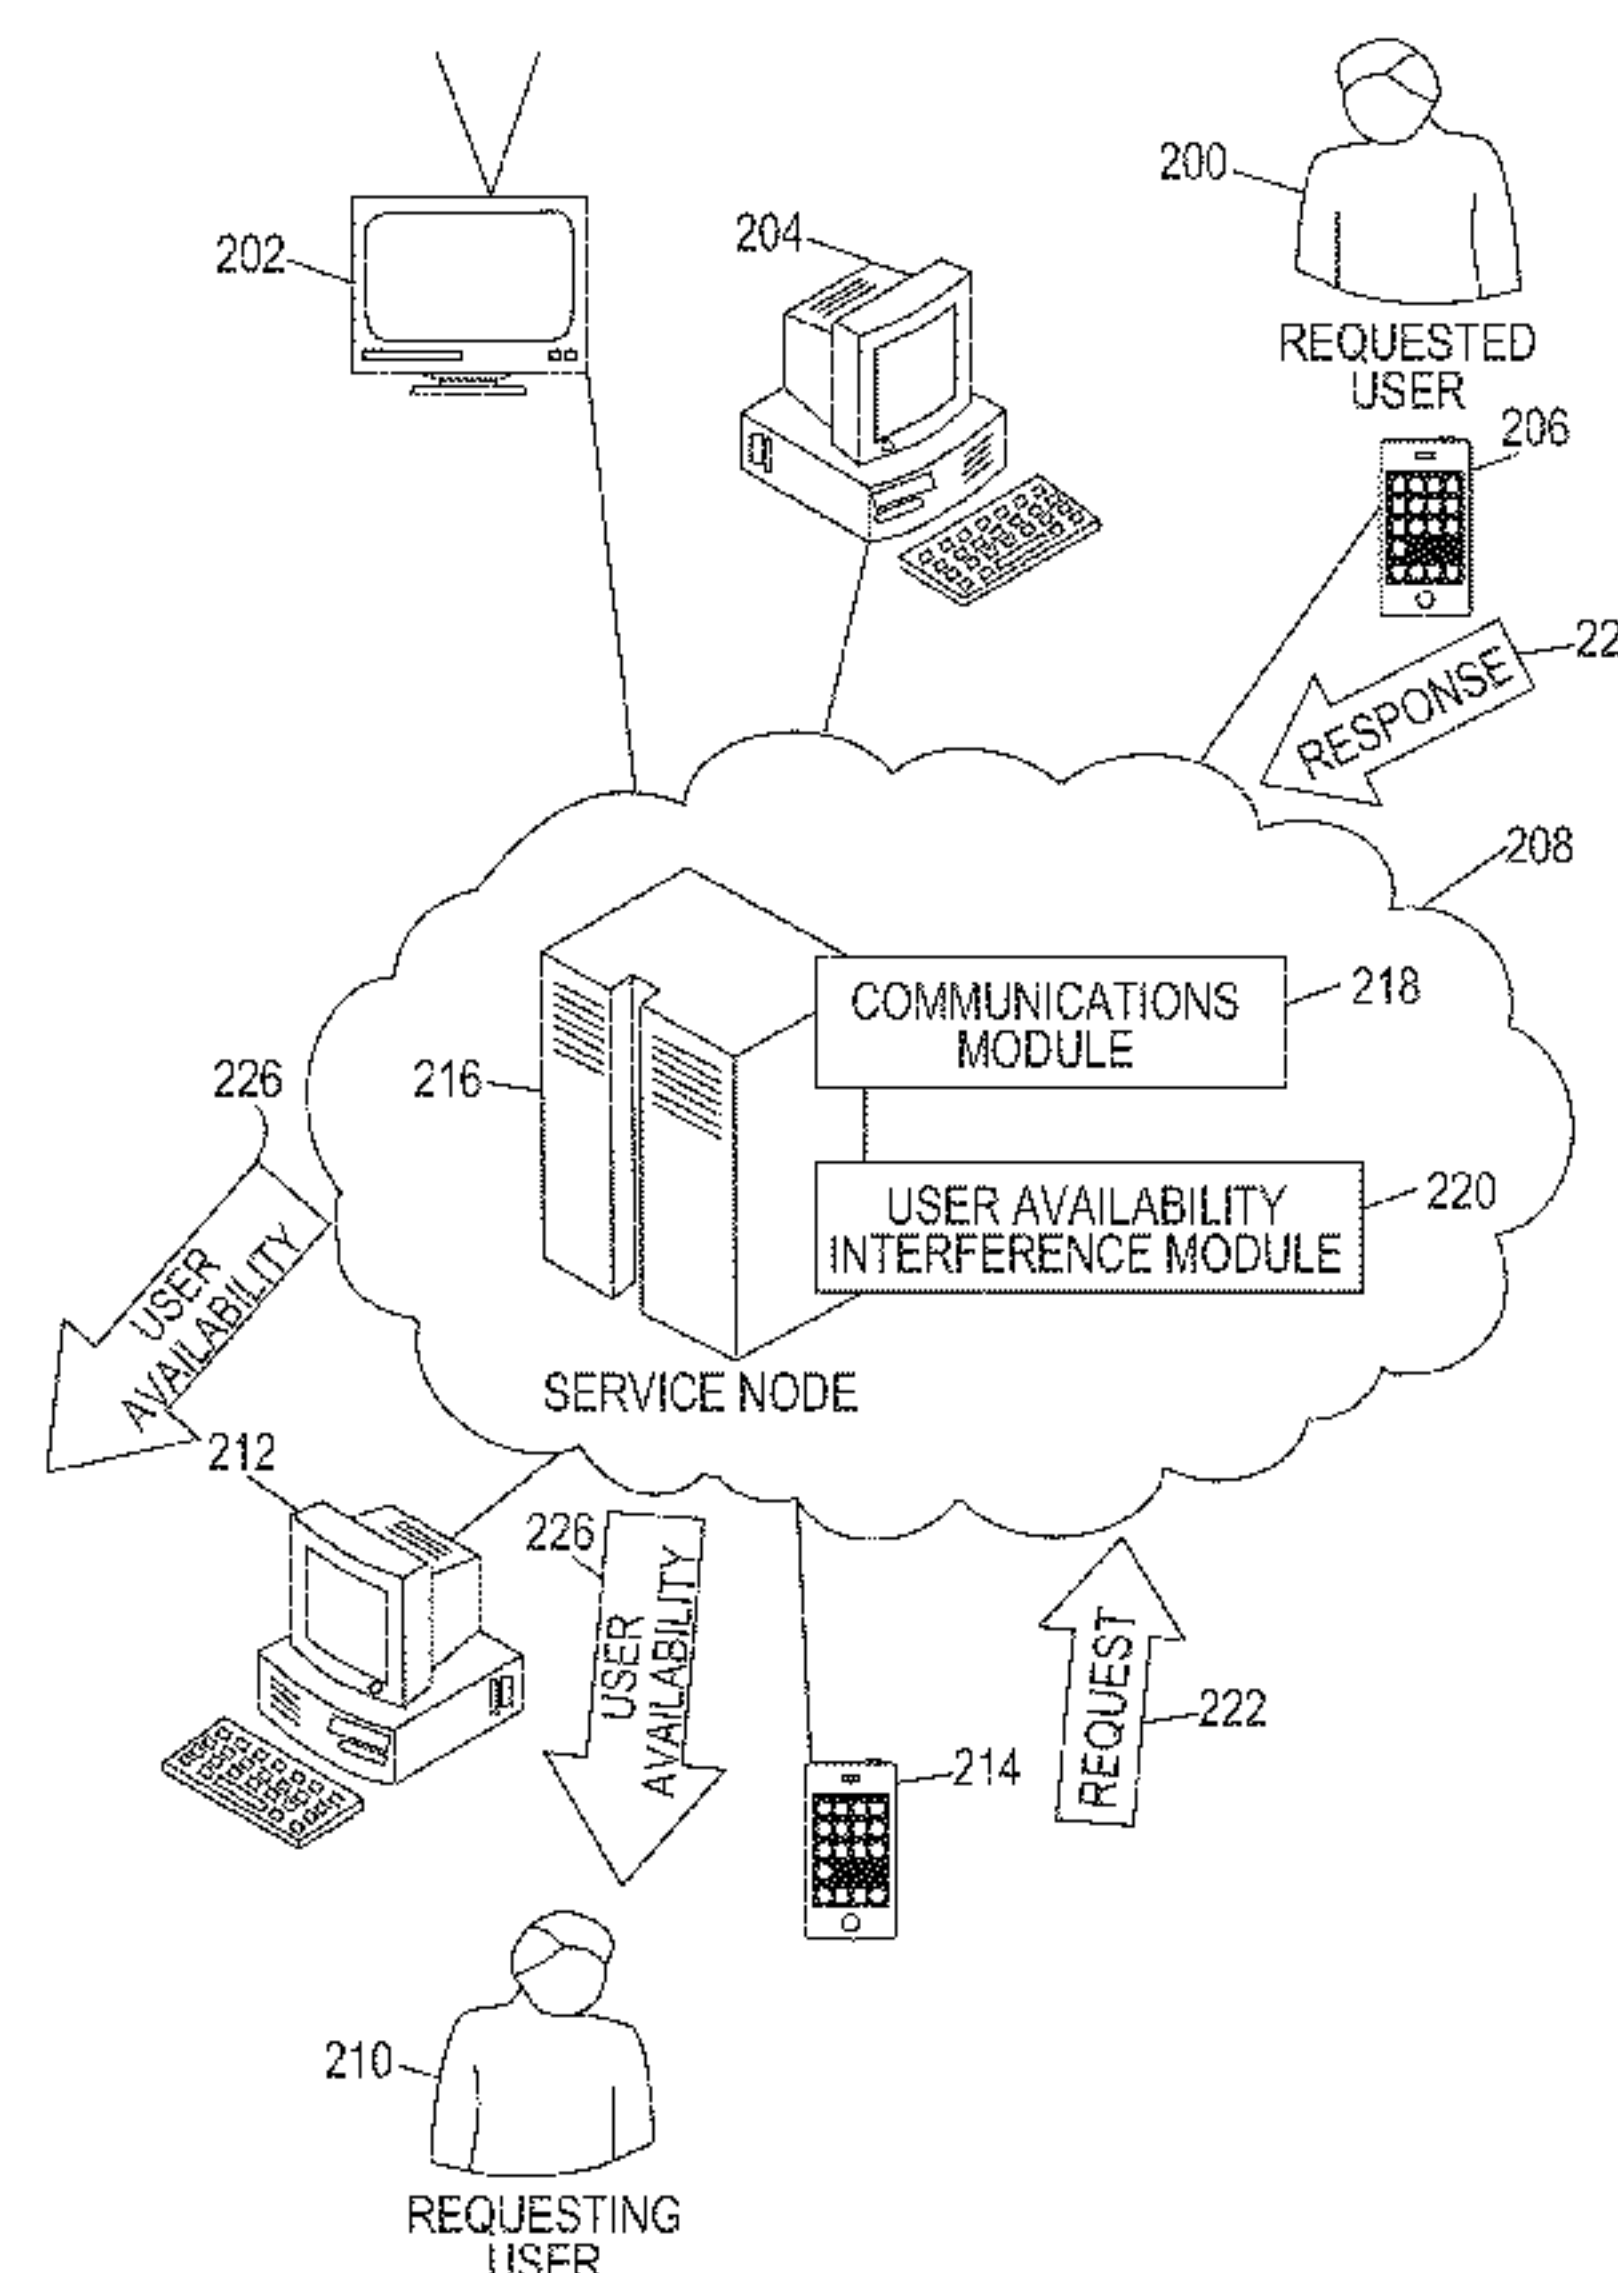 200
202
204
REQUESTED
USER
206
22
RESPONSE
208
COMMUNICATIONS
MODULE
218
216
226
USER AVAILABILITY
INTERFERENCE MODULE
220
USER
AVAILABILITY
SERVICE NODE
212
226
USER
AVAILABILITY
REQUEST
222
214
210
REQUESTING
USER